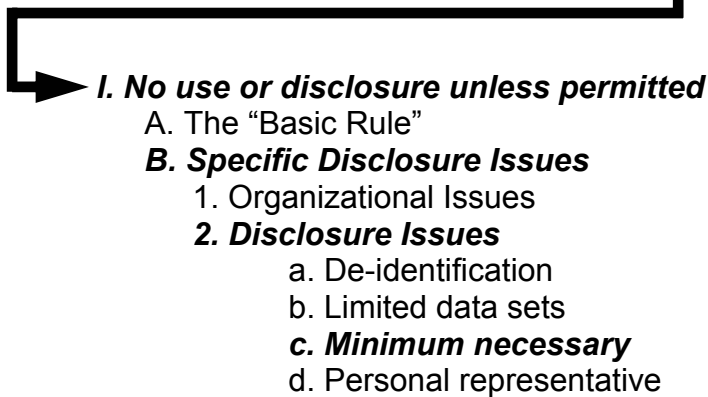 I. No use or disclosure unless permitted
A. The “Basic Rule”
B. Specific Disclosure Issues
1. Organizational Issues
2. Disclosure Issues
a. De-identification
b. Limited data sets
c. Minimum necessary
d. Personal representative